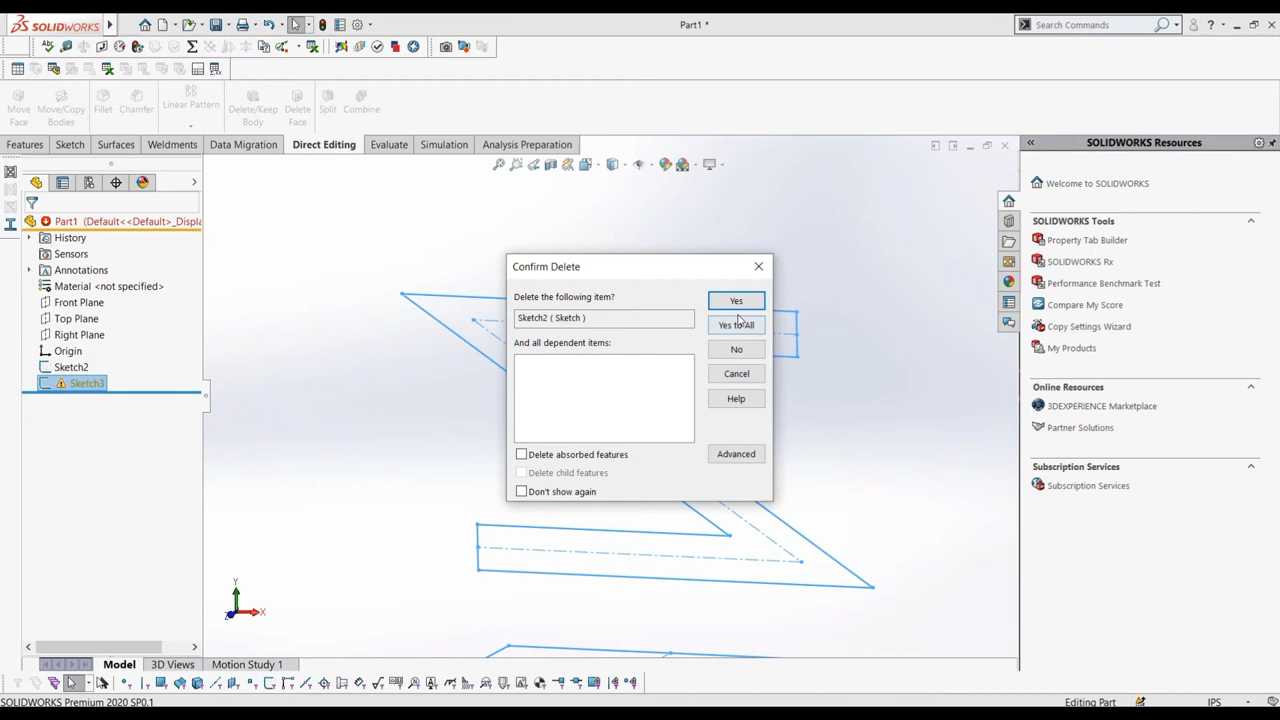 SOLIDWORKS
Part1 *
Search Commands
Move Face
Move/Copy Bodies
Fillet
Chamfer
Linear Pattern
Delete/Keep Body
Delete Face
Split
Combine
Features
Sketch
Surfaces
Weldments
Data Migration
Direct Editing
Evaluate
Simulation
Analysis Preparation
SOLIDWORKS Resources
Part1 (Default<<Default>_Displa
History
Sensors
Annotations
Material <not specified>
Front Plane
Top Plane
Right Plane
Origin
Sketch2
Sketch3
Confirm Delete
Delete the following item?
Sketch2 ( Sketch )
And all dependent items:
Yes
Yes to All
No
Cancel
Help
Advanced
Delete absorbed features
Delete child features
Don't show again
Welcome to SOLIDWORKS
SOLIDWORKS Tools
Property Tab Builder
SOLIDWORKS Rx
Performance Benchmark Test
Compare My Score
Copy Settings Wizard
My Products
Online Resources
3DEXPERIENCE Marketplace
Partner Solutions
Subscription Services
Subscription Services
Y
X
Z
Model
3D Views
Motion Study 1
SOLIDWORKS Premium 2020 SP0.1
Editing Part
IPS